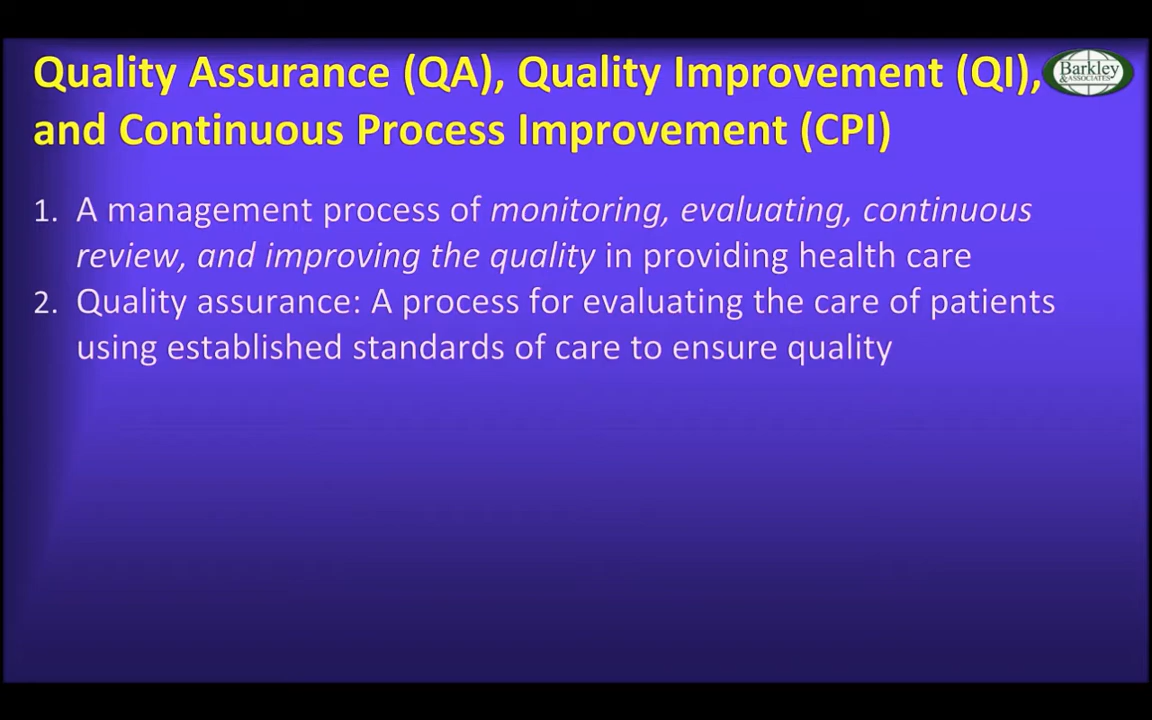 Quality Assurance (QA), Quality Improvement (QI),
and Continuous Process Improvement (CPI)
Barkley
& ASSOCIATES
1. A management process of monitoring, evaluating, continuous
review, and improving the quality in providing health care
2. Quality assurance: A process for evaluating the care of patients
using established standards of care to ensure quality